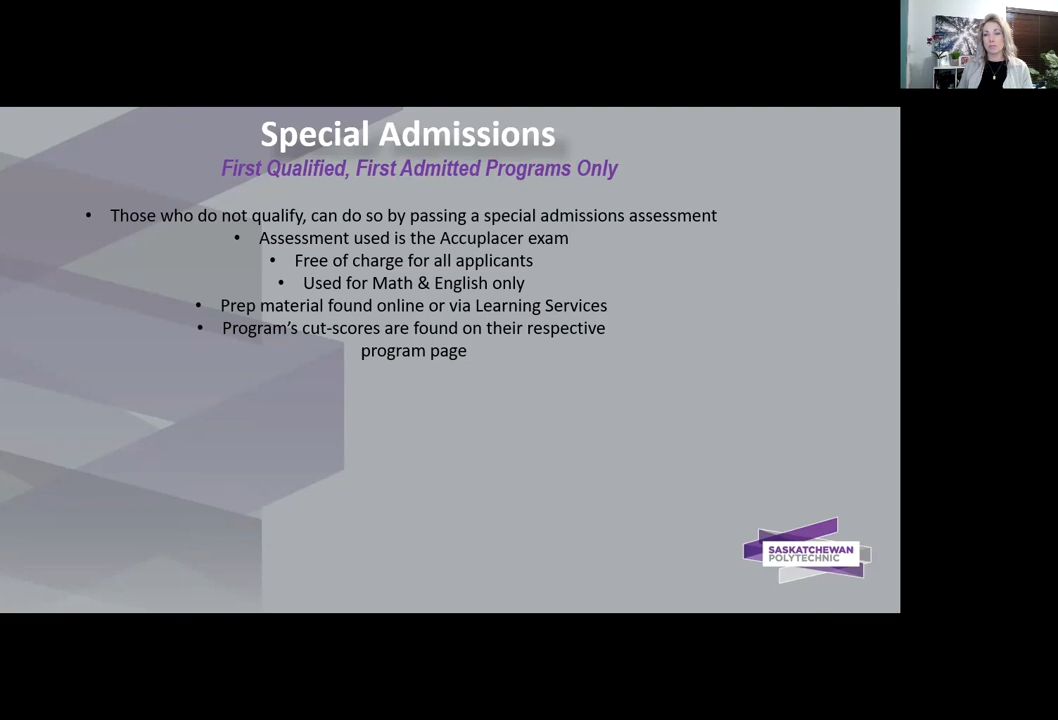 Special Admissions
First Qualified, First Admitted Programs Only
• Those who do not qualify, can do so by passing a special admissions assessment
• Assessment used is the Accuplacer exam
• Free of charge for all applicants
• Used for Math & English only
• Prep material found online or via Learning Services
• Program’s cut-scores are found on their respective
program page
SASKATCHEWAN
POLYTECHNIC